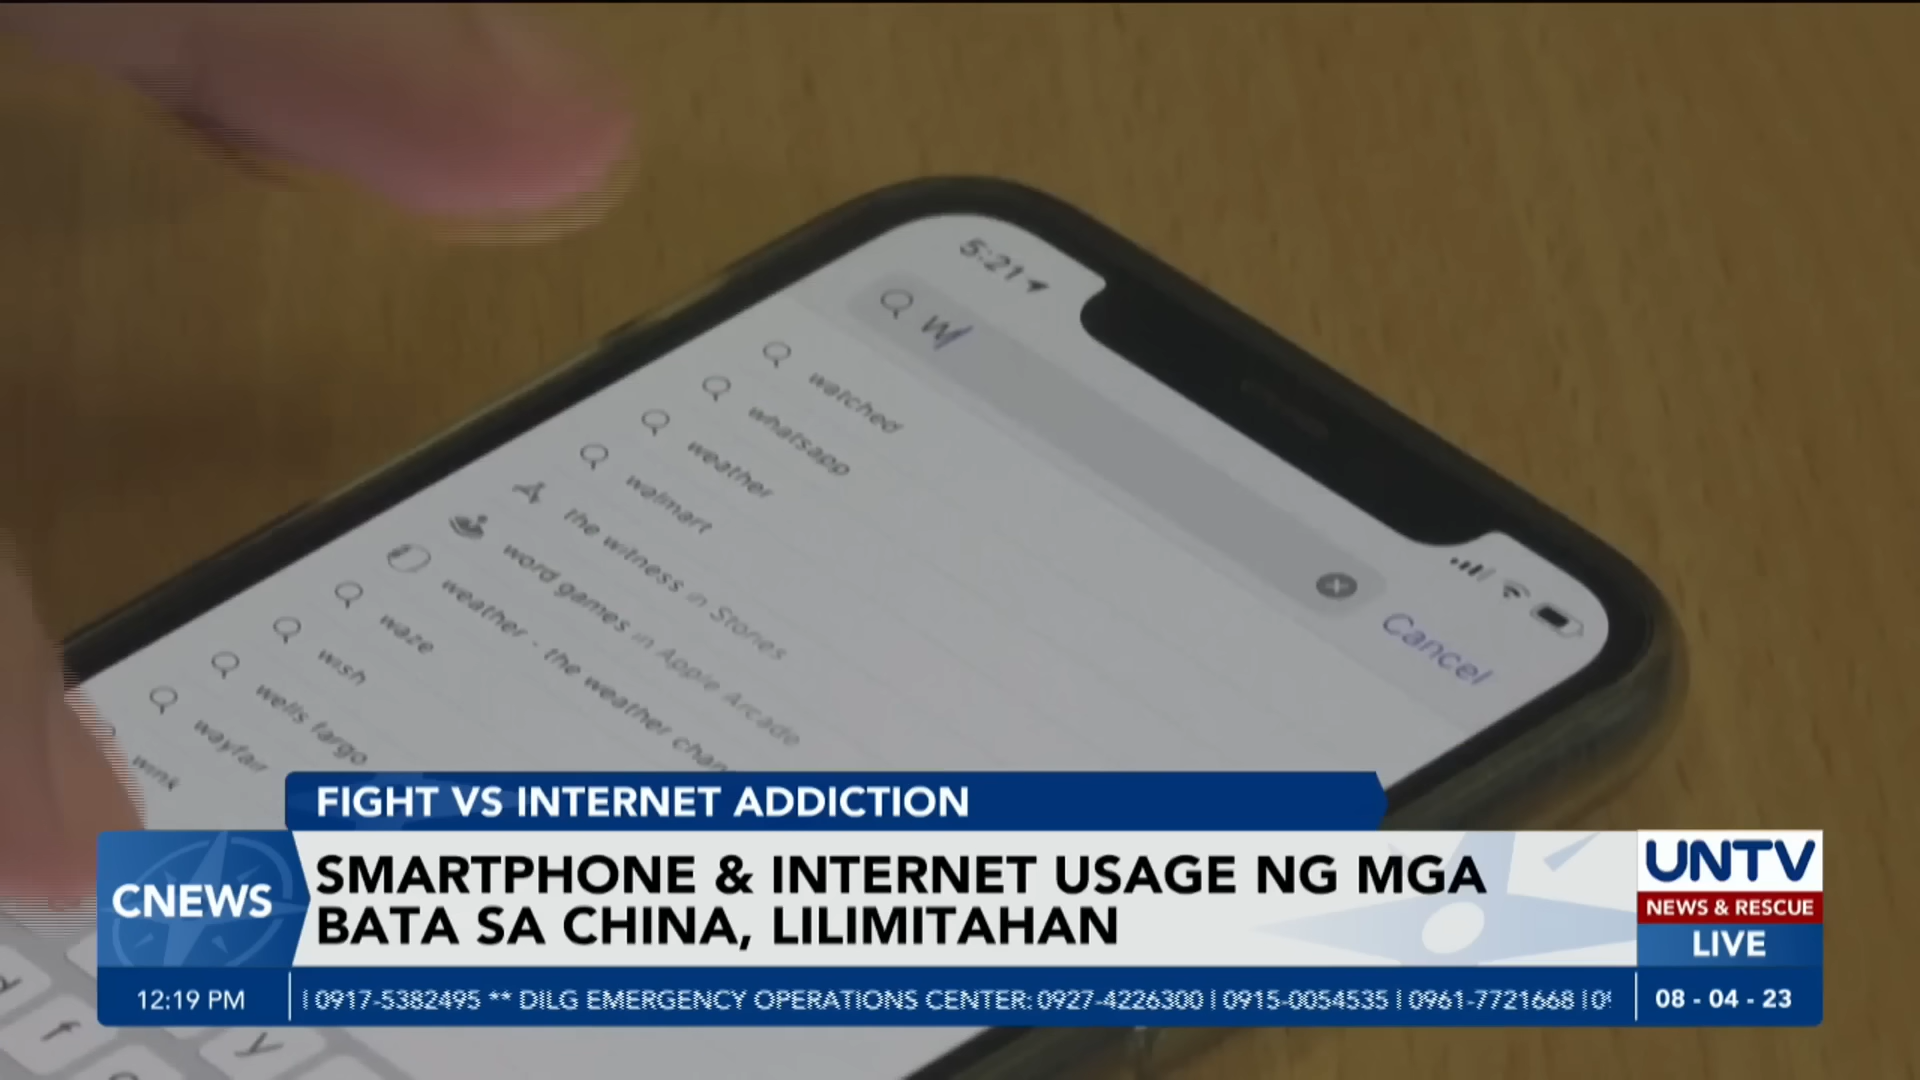 5:21
W
Cancel
watched
whatsapp
weather
walmart
the witness in Stories
word games in Apple Arcade
weather - the weather chan
waze
wish
wells fargo
wayfair
wink
FIGHT VS INTERNET ADDICTION
CNEWS
SMARTPHONE & INTERNET USAGE NG MGA
BATA SA CHINA, LILIMITAHAN
UNTV
NEWS & RESCUE
LIVE
12:19 PM
| 0917-5382495 ** DILG EMERGENCY OPERATIONS CENTER: 0927-4226300 | 0915-0054535 | 0961-7721668 |
08 - 04 - 23
f
y